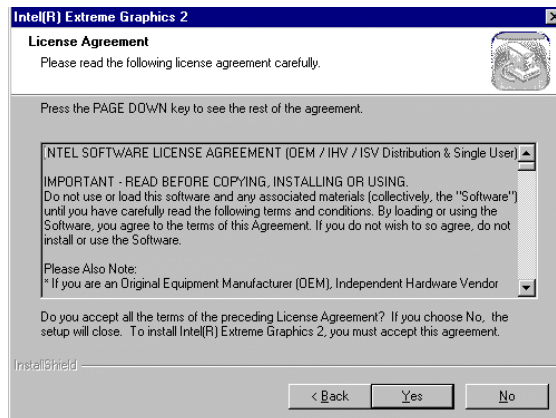 Intel(R) Extreme Graphics 2
License Agreement
Please read the following license agreement carefully.
Press the PAGE DOWN key to see the rest of the agreement.
INTEL SOFTWARE LICENSE AGREEMENT (OEM / IHV / ISV Distribution & Single User)
IMPORTANT - READ BEFORE COPYING, INSTALLING OR USING.
Do not use or load this software and any associated materials (collectively, the "Software")
until you have carefully read the following terms and conditions. By loading or using the
Software, you agree to the terms of this Agreement. If you do not wish to so agree, do not
install or use the Software.
Please Also Note:
* If you are an Original Equipment Manufacturer (OEM), Independent Hardware Vendor
Do you accept all the terms of the preceding License Agreement? If you choose No, the
setup will close. To install Intel(R) Extreme Graphics 2, you must accept this agreement.
InstallShield
< Back
Yes
No